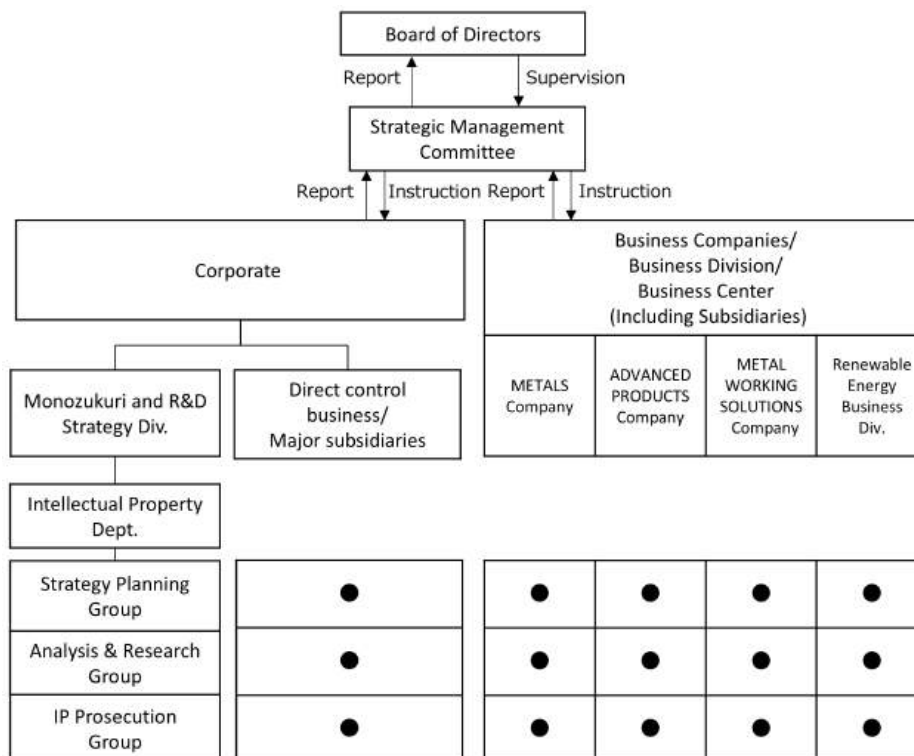 Board of Directors
Report
Supervision
Strategic Management
Committee
Report
Instruction
Report
Instruction
Corporate
Business Companies/
Business Division/
Business Center
(Including Subsidiaries)
Monozukuri and R&D
Strategy Div.
Direct control
business/
Major subsidiaries
METALS
Company
ADVANCED
PRODUCTS
Company
METAL
WORKING
SOLUTIONS
Company
Renewable
Energy
Business
Div.
Intellectual Property
Dept.
Strategy Planning
Group
Analysis & Research
Group
IP Prosecution
Group